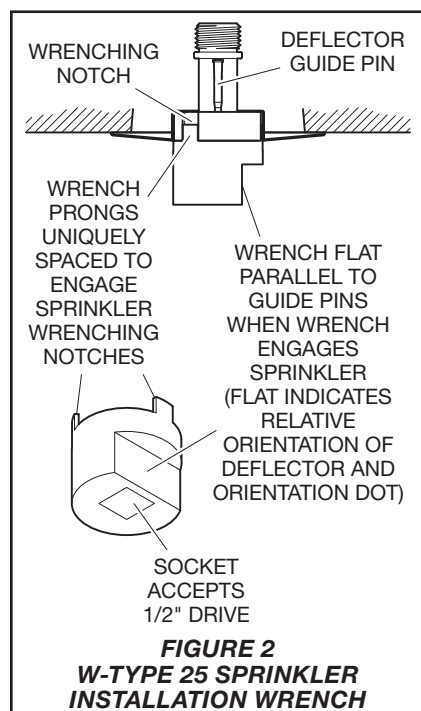 WRENCHING
NOTCH
DEFLECTOR
GUIDE PIN
WRENCH
PRONGS
UNIQUELY
SPACED TO
ENGAGE
SPRINKLER
WRENCHING
NOTCHES
WRENCH FLAT
PARALLEL TO
GUIDE PINS
WHEN WRENCH
ENGAGES
SPRINKLER
(FLAT INDICATES
RELATIVE
ORIENTATION OF
DEFLECTOR AND
ORIENTATION DOT)
SOCKET
ACCEPTS
1/2" DRIVE
FIGURE 2
W-TYPE 25 SPRINKLER
INSTALLATION WRENCH